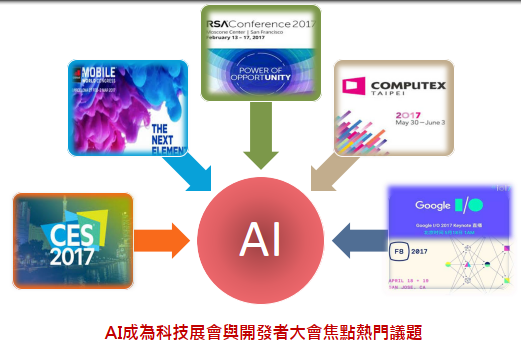 RSAConference2017
Moscone Center | San Francisco
February 13 – 17, 2017
POWER OF
OPPORTUNITY
MOBILE
WORLD CONGRESS
THE
NEXT
ELEMENT
COMPUTEX
TAIPEI
2017
May 30–June 3
CES
2017
AI
Google I/O
Google I/O 2017 Keynote
F8 2017
APRIL 18 + 19
SAN JOSE, CA
AI成為科技展會與開發者大會焦點熱門議題